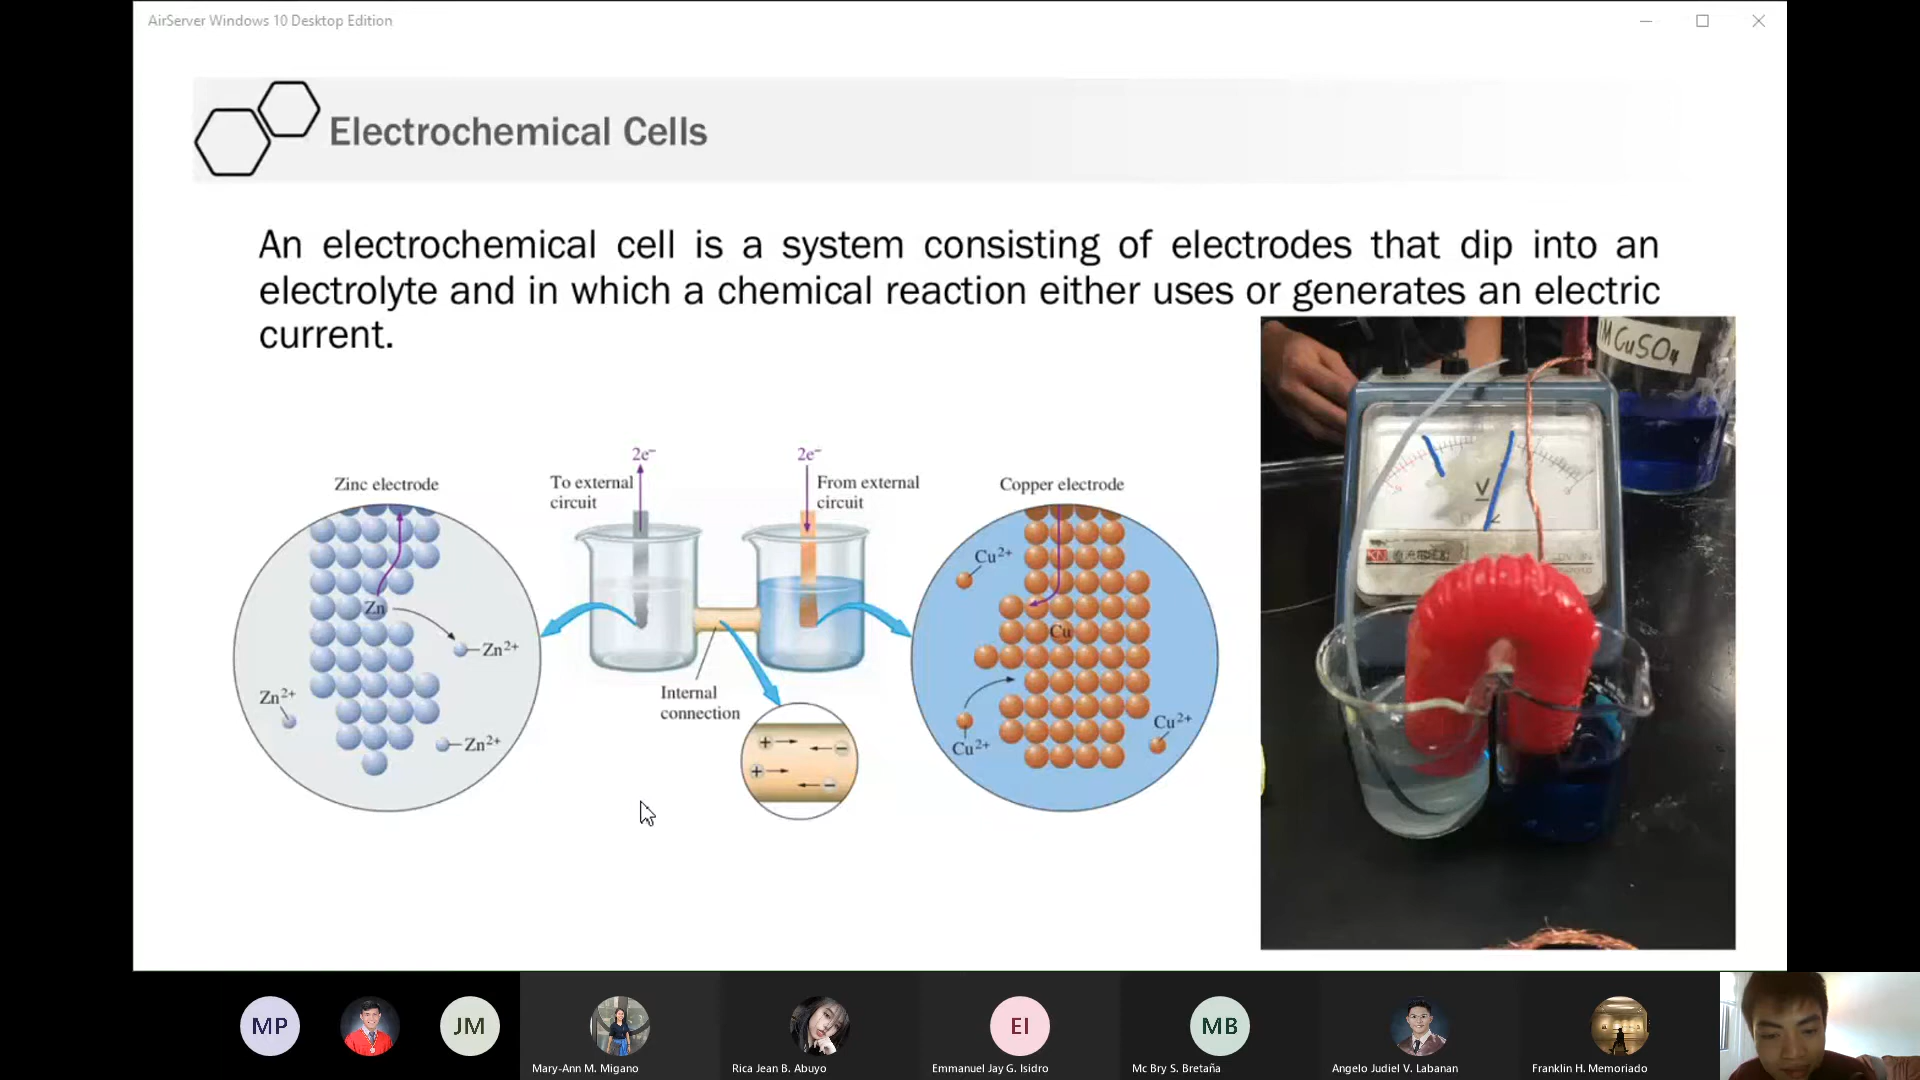 AirServer Windows 10 Desktop Edition
Electrochemical Cells
An electrochemical cell is a system consisting of electrodes that dip into an
electrolyte and in which a chemical reaction either uses or generates an electric
current.
Zinc electrode
Zn
Zn²⁺
Zn²⁺
Zn²⁺
2e⁻
To external
circuit
2e⁻
From external
circuit
Internal
connection
+
−
+
−
Copper electrode
Cu²⁺
Cu
Cu²⁺
Cu²⁺
1M CuSO₄
V
KN
MP
JM
EI
MB
Mary-Ann M. Migano
Rica Jean B. Abuyo
Emmanuel Jay G. Isidro
Mc Bry S. Bretaña
Angelo Judiel V. Labanan
Franklin H. Memoriado